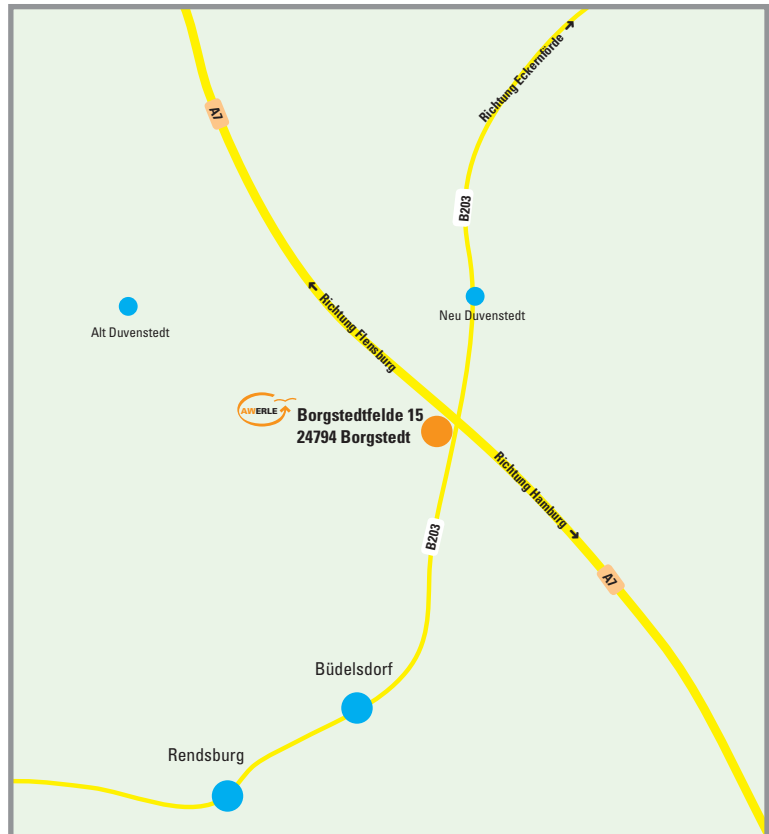 Richtung Eckernförde →
A7
B203
← Richtung Flensburg
Neu Duvenstedt
Alt Duvenstedt
AWERLE
Borgstedtfelde 15
24794 Borgstedt
Richtung Hamburg →
B203
A7
Büdelsdorf
Rendsburg